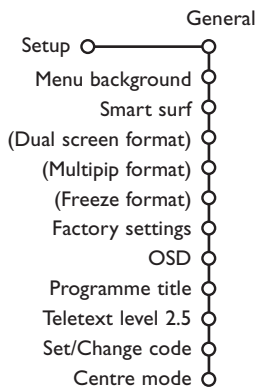 General
Setup
Menu background
Smart surf
(Dual screen format)
(Multipip format)
(Freeze format)
Factory settings
OSD
Programme title
Teletext level 2.5
Set/Change code
Centre mode